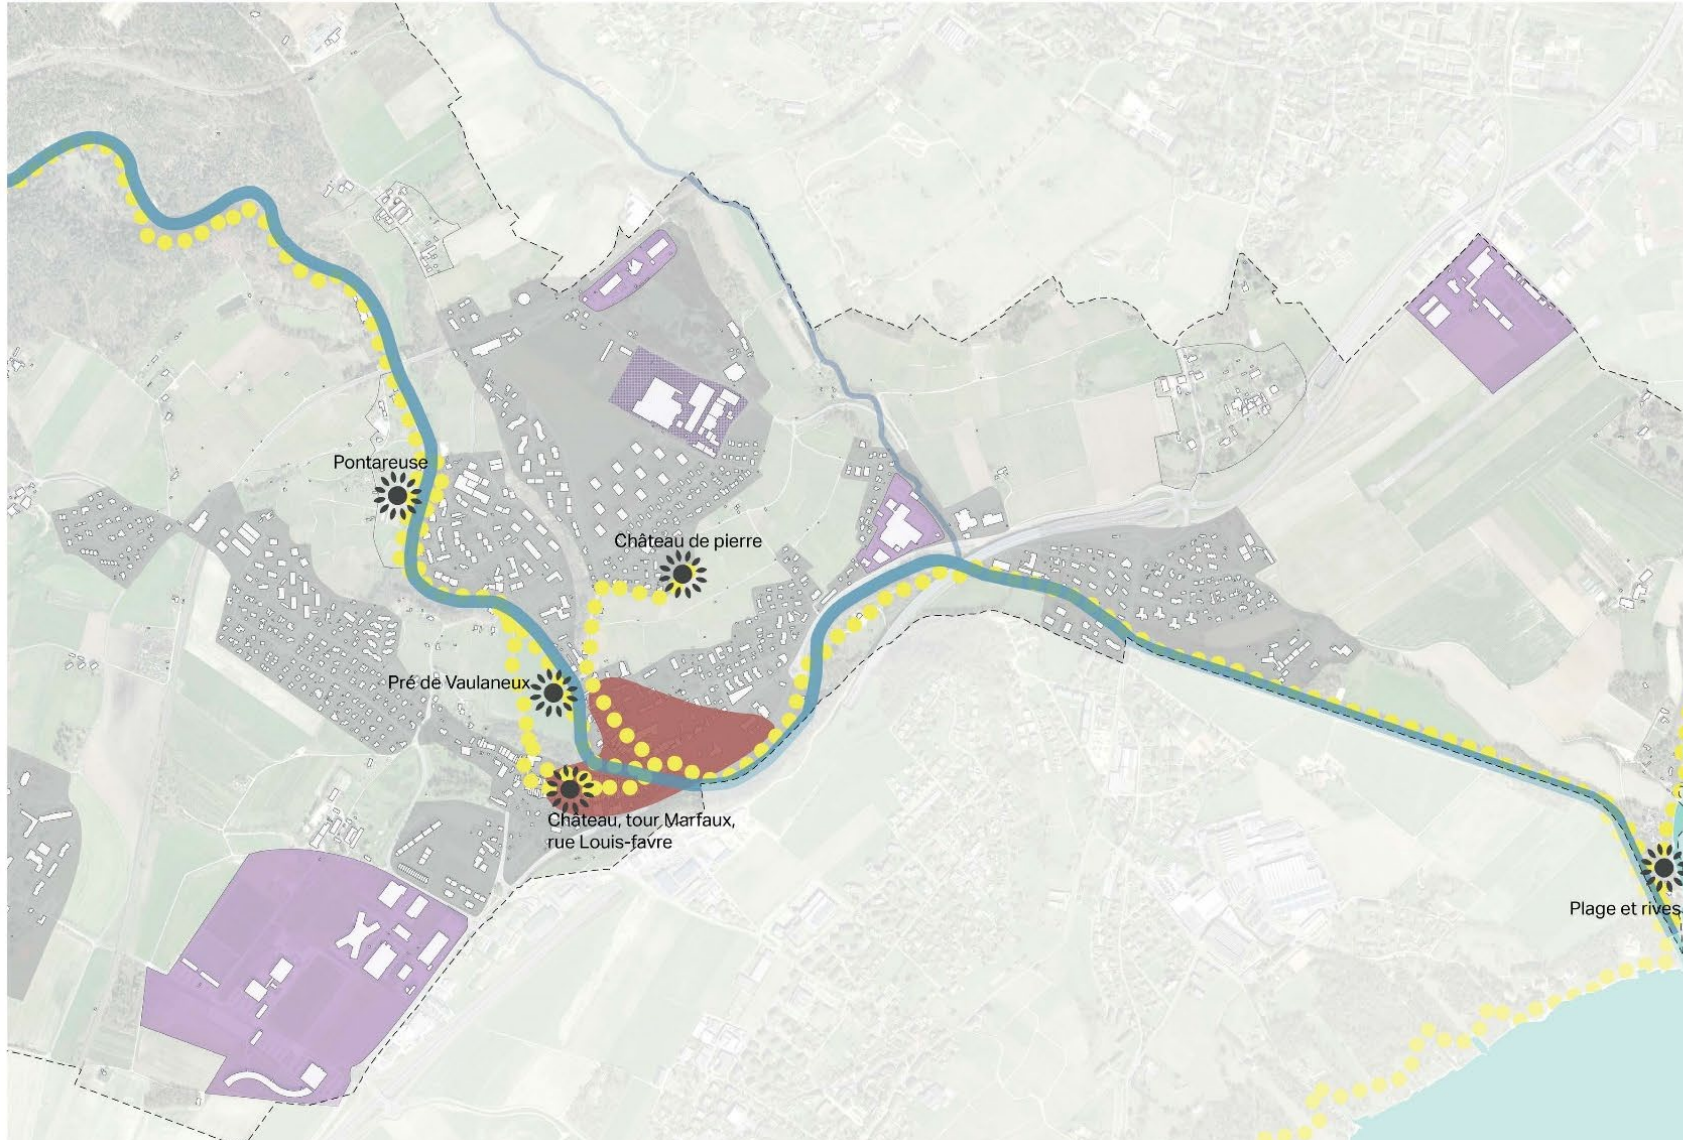 Pontareuse
Château de pierre
Pré de Vaulaneux
Château, tour Marfaux,
rue Louis-favre
Plage et rives